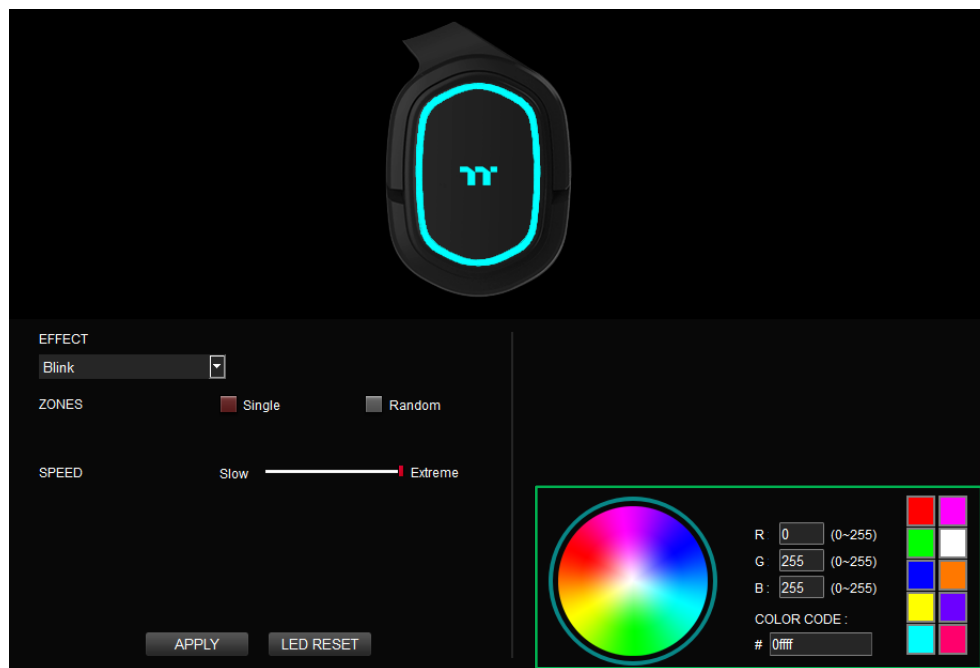 EFFECT
Blink
ZONES Single Random
SPEED Slow Extreme
APPLY LED RESET
R 0 (0~255)
G 255 (0~255)
B : 255 (0~255)
COLOR CODE :
# 0ffff